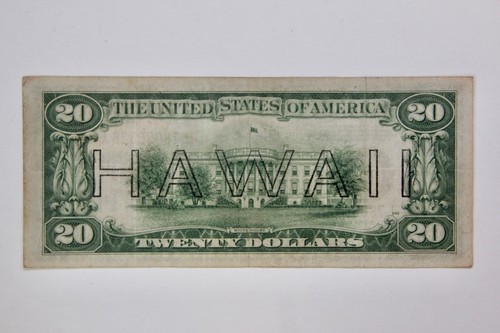 20 THE UNITED STATES OF AMERICA 20
HAWAII
20 TWENTY DOLLARS 20